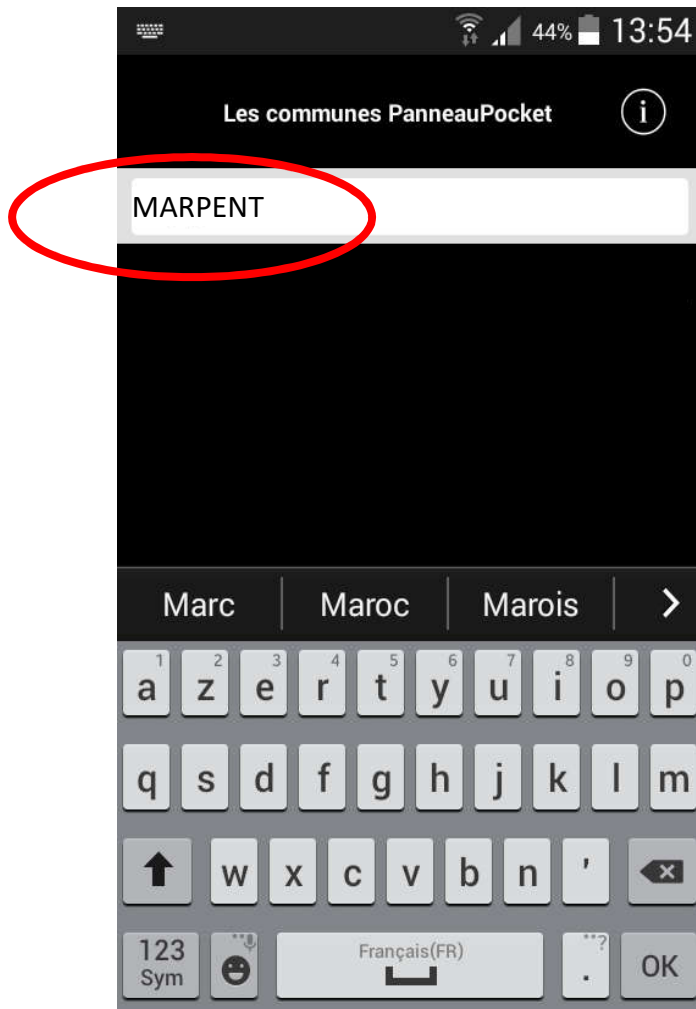 44% 13:54
Les communes PanneauPocket i
MARPENT
Marc Maroc Marois >
1 2 3 4 5 6 7 8 9 0
a z e r t y u i o p
q s d f g h j k l m
w x c v b n '
123 Français(FR) ..?
Sym . OK